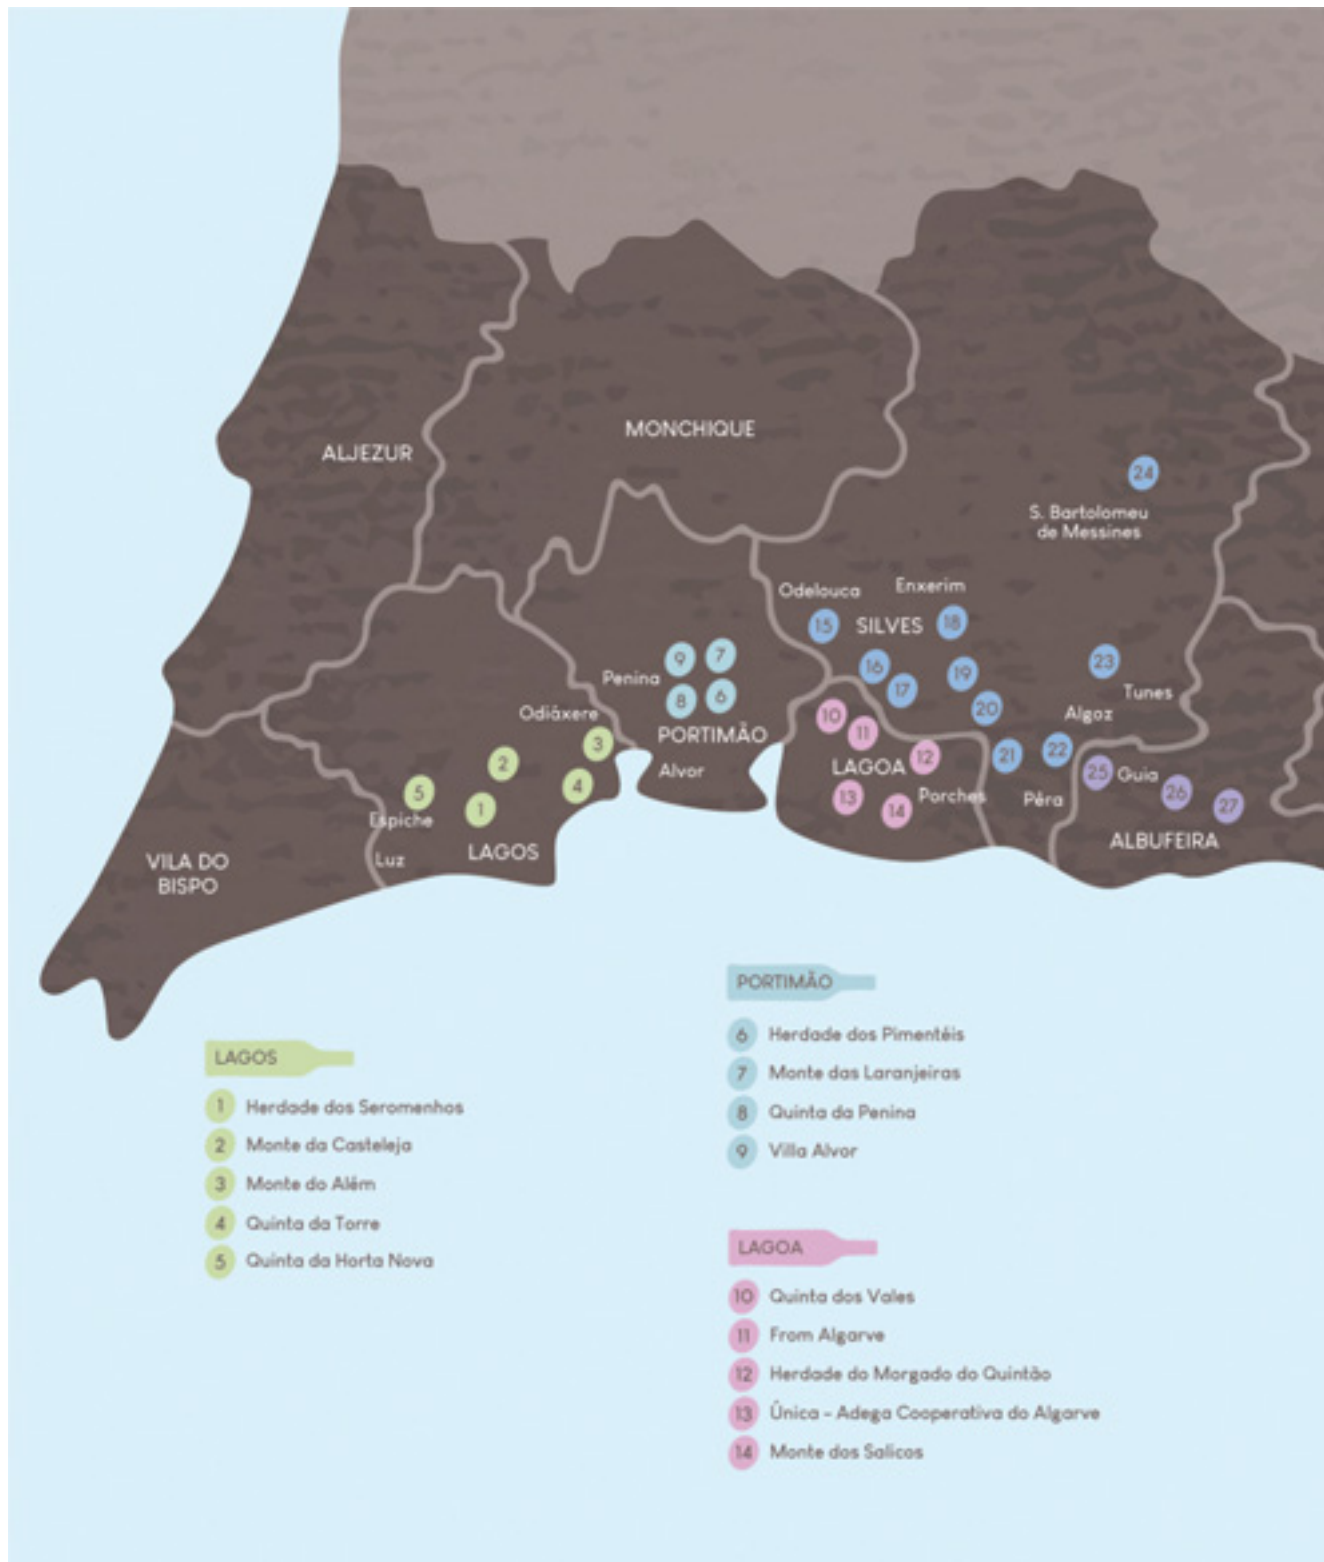 MONCHIQUE
ALJEZUR
24
S. Bartolomeu
de Messines
Odelouca
Enxerim
15
SILVES
18
9
7
16
19
23
Penina
8
6
17
Tunes
Odiáxere
10
20
Algoz
3
PORTIMÃO
11
2
Alvor
LAGOA
12
21
22
25
Guia
5
4
13
Porches
Pêra
26
1
14
27
Espiche
LAGOS
Luz
ALBUFEIRA
VILA DO
BISPO
PORTIMÃO
6 Herdade dos Pimentéis
7 Monte das Laranjeiras
8 Quinta da Penina
9 Villa Alvor
LAGOS
1 Herdade dos Seromenhos
2 Monte da Casteleja
3 Monte do Além
4 Quinta da Torre
5 Quinta da Horta Nova
LAGOA
10 Quinta dos Vales
11 From Algarve
12 Herdade do Morgado do Quintão
13 Única - Adega Cooperativa do Algarve
14 Monte dos Salicos